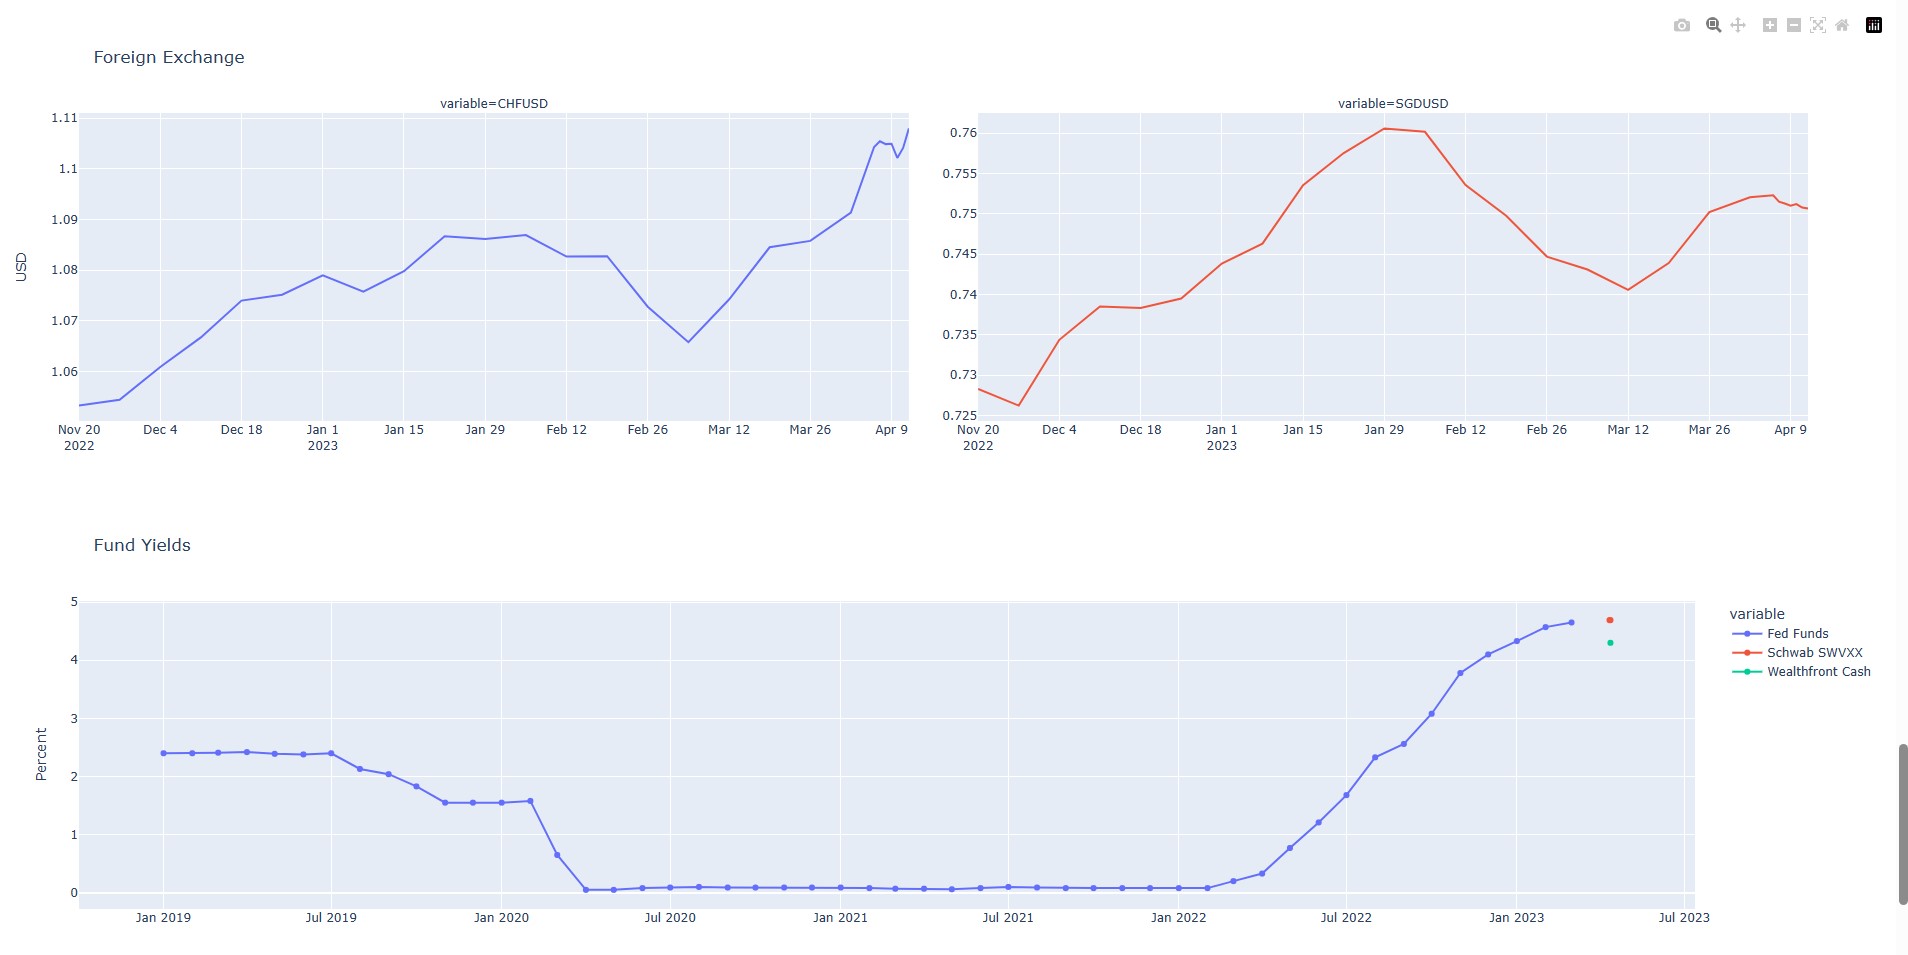 Foreign Exchange
variable=CHFUSD
variable=SGDUSD
1.11
1.1
1.09
1.08
1.07
1.06
USD
Nov 20 Dec 4 Dec 18 Jan 1 Jan 15 Jan 29 Feb 12 Feb 26 Mar 12 Mar 26 Apr 9
2022 2023
0.76
0.755
0.75
0.745
0.74
0.735
0.73
0.725
Nov 20 Dec 4 Dec 18 Jan 1 Jan 15 Jan 29 Feb 12 Feb 26 Mar 12 Mar 26 Apr 9
2022 2023
Fund Yields
5
4
3
2
1
0
Percent
Jan 2019 Jul 2019 Jan 2020 Jul 2020 Jan 2021 Jul 2021 Jan 2022 Jul 2022 Jan 2023 Jul 2023
variable
Fed Funds
Schwab SWVXX
Wealthfront Cash